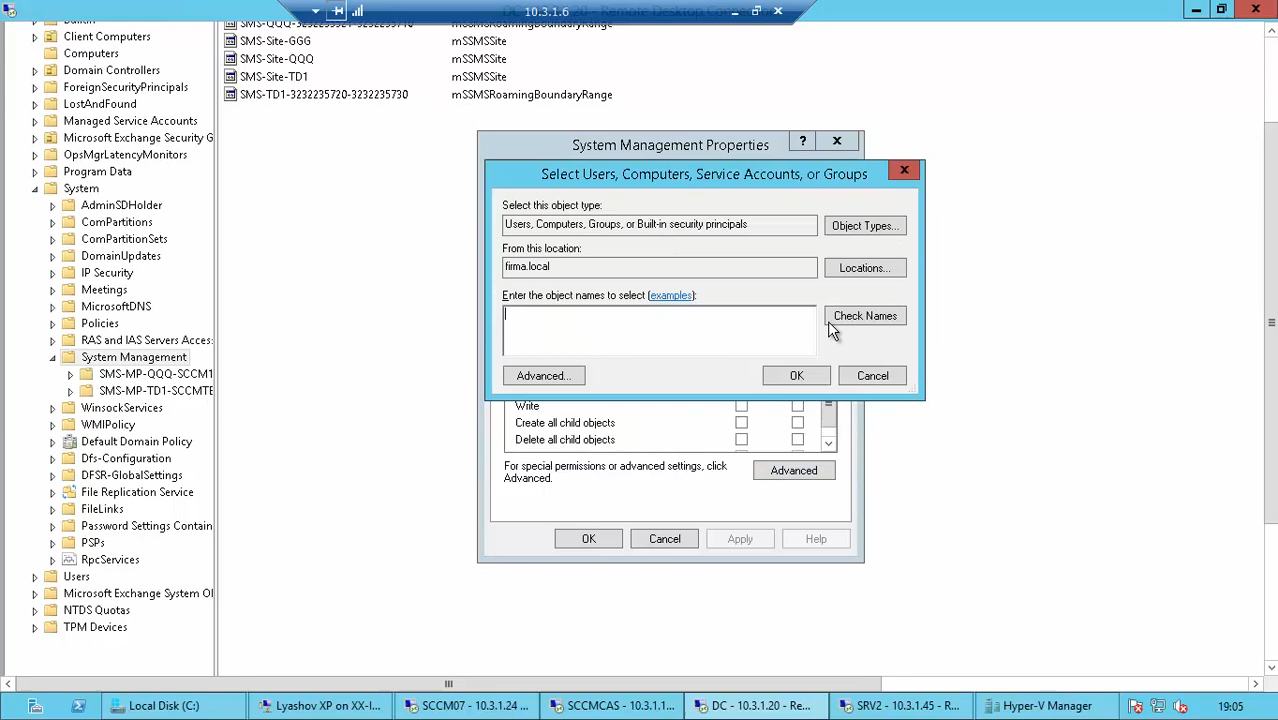 10.3.1.6
SMS-Site-GGG mSSMSSite
SMS-Site-QQQ mSSMSSite
SMS-Site-TD1 mSSMSSite
SMS-TD1-3232235720-3232235730 mSSMSRoamingBoundaryRange
Client Computers
Computers
Domain Controllers
ForeignSecurityPrincipals
LostAndFound
Managed Service Accounts
Microsoft Exchange Security G
OpsMgrLatencyMonitors
Program Data
System
AdminSDHolder
ComPartitions
ComPartitionSets
DomainUpdates
IP Security
Meetings
MicrosoftDNS
Policies
RAS and IAS Servers Acces
System Management
SMS-MP-QQQ-SCCM1
SMS-MP-TD1-SCCMTE
WinsockServices
WMIPolicy
Default Domain Policy
Dfs-Configuration
DFSR-GlobalSettings
File Replication Service
FileLinks
Password Settings Contain
PSPs
RpcServices
Users
Microsoft Exchange System Ol
NTDS Quotas
TPM Devices
System Management Properties
Select Users, Computers, Service Accounts, or Groups
Select this object type:
Users, Computers, Groups, or Built-in security principals
Object Types...
From this location:
firma.local
Locations...
Enter the object names to select (examples):
Check Names
Advanced...
OK
Cancel
Write
Create all child objects
Delete all child objects
For special permissions or advanced settings, click
Advanced.
Advanced
OK
Cancel
Apply
Help
Local Disk (C:)
Lyashov XP on XX-I...
SCCM07 - 10.3.1.24 ...
SCCMCAS - 10.3.1.1...
DC - 10.3.1.20 - Re...
SRV2 - 10.3.1.45 - R...
Hyper-V Manager
19:05